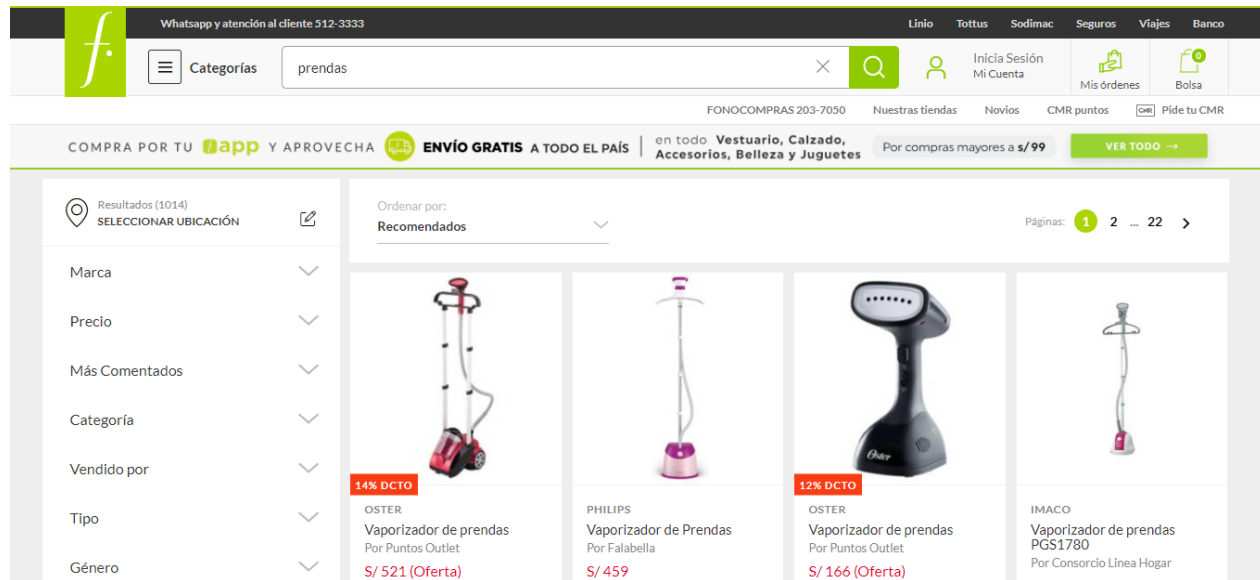 Whatsapp y atención al cliente 512-3333
Linio Tottus Sodimac Seguros Viajes Banco
f.
Categorías
prendas
Inicia Sesión
Mi Cuenta
Mis órdenes
0
Bolsa
FONOCOMPRAS 203-7050 Nuestras tiendas Novios CMR puntos CMR Pide tu CMR
COMPRA POR TU app Y APROVECHA ENVÍO GRATIS A TODO EL PAÍS
en todo Vestuario, Calzado,
Accesorios, Belleza y Juguetes
Por compras mayores a s/99
VER TODO →
Resultados (1014)
SELECCIONAR UBICACIÓN
Ordenar por:
Recomendados
Páginas: 1 2 ... 22
Marca
Precio
Más Comentados
Categoría
Vendido por
Tipo
Género
14% DCTO
OSTER
Vaporizador de prendas
Por Puntos Outlet
S/ 521 (Oferta)
PHILIPS
Vaporizador de Prendas
Por Falabella
S/ 459
Oster
12% DCTO
OSTER
Vaporizador de prendas
Por Puntos Outlet
S/ 166 (Oferta)
IMACO
Vaporizador de prendas
PGS1780
Por Consorcio Linea Hogar